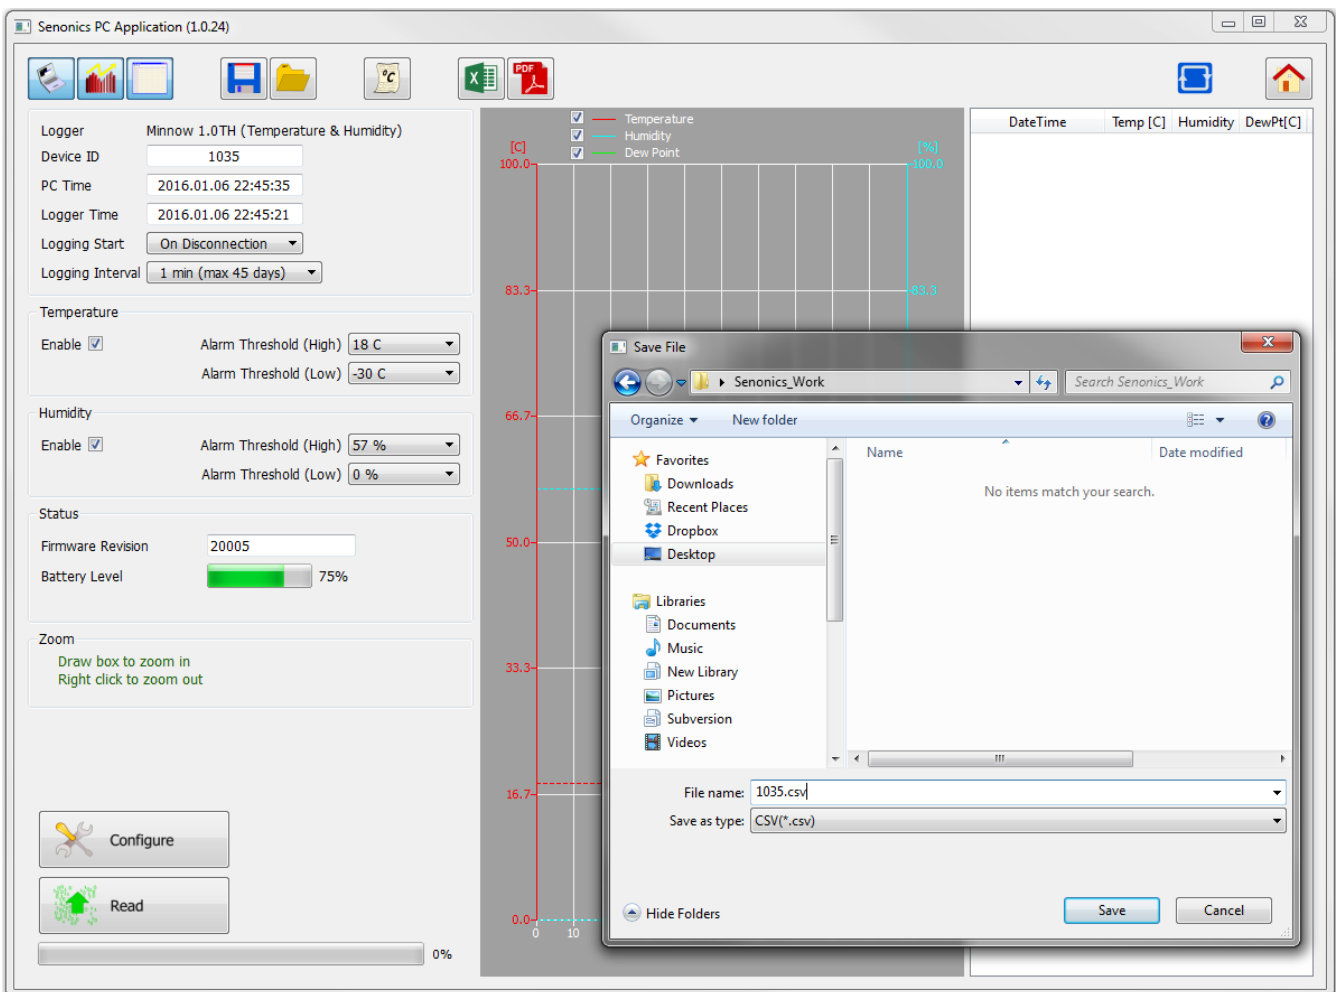 Senonics PC Application (1.0.24)
°C
PDF
Logger Minnow 1.0TH (Temperature & Humidity)
Device ID 1035
PC Time 2016.01.06 22:45:35
Logger Time 2016.01.06 22:45:21
Logging Start On Disconnection
Logging Interval 1 min (max 45 days)
Temperature
Enable Alarm Threshold (High) 18 C
Alarm Threshold (Low) -30 C
Humidity
Enable Alarm Threshold (High) 57 %
Alarm Threshold (Low) 0 %
Status
Firmware Revision 20005
Battery Level 75%
Zoom
Draw box to zoom in
Right click to zoom out
Configure
Read
0%
Temperature
Humidity
Dew Point
[C] [%]
100.0 100.0
83.3 83.3
66.7
50.0
33.3
16.7
0.0
0 10
DateTime Temp [C] Humidity DewPt[C]
Save File
Senonics_Work Search Senonics_Work
Organize New folder
Favorites
Downloads
Recent Places
Dropbox
Desktop
Libraries
Documents
Music
New Library
Pictures
Subversion
Videos
Name Date modified
No items match your search.
File name: 1035.csv
Save as type: CSV(*.csv)
Hide Folders Save Cancel